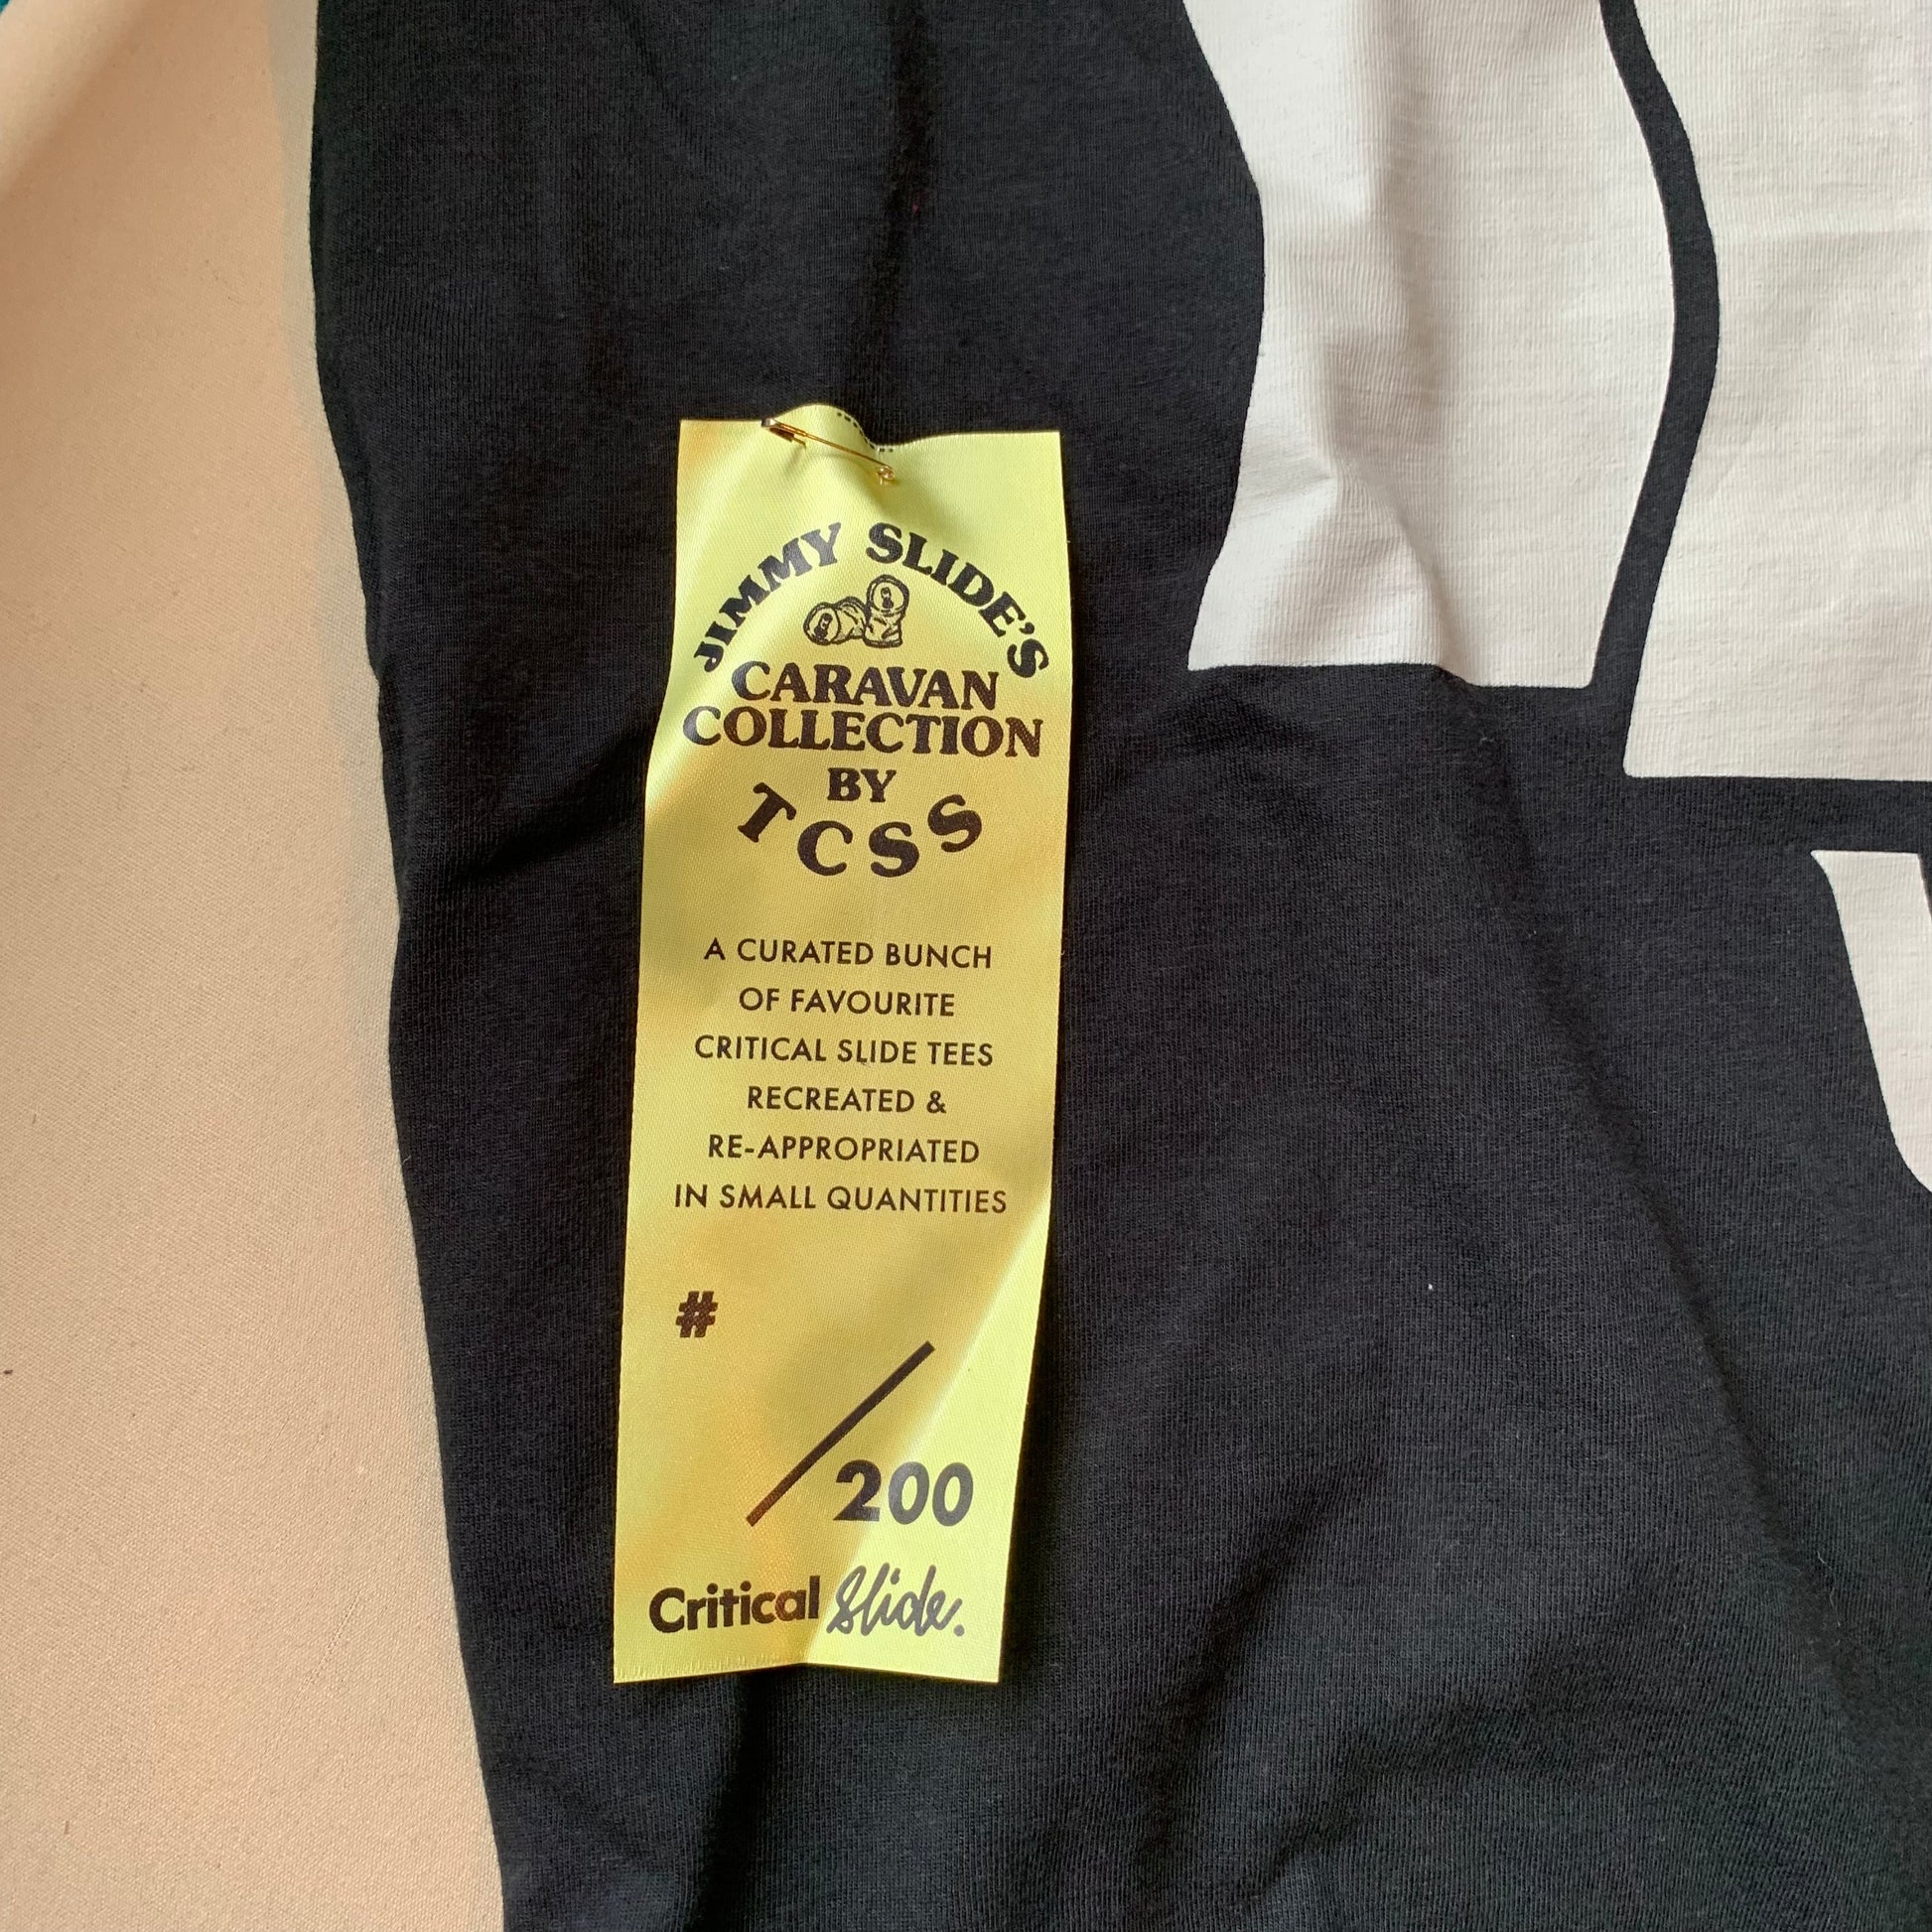 JIMMY SLIDE'S
CARAVAN
COLLECTION
BY
TCSS
A CURATED BUNCH
OF FAVOURITE
CRITICAL SLIDE TEES
RECREATED &
RE-APPROPRIATED
IN SMALL QUANTITIES
#
/200
Critical Slide.